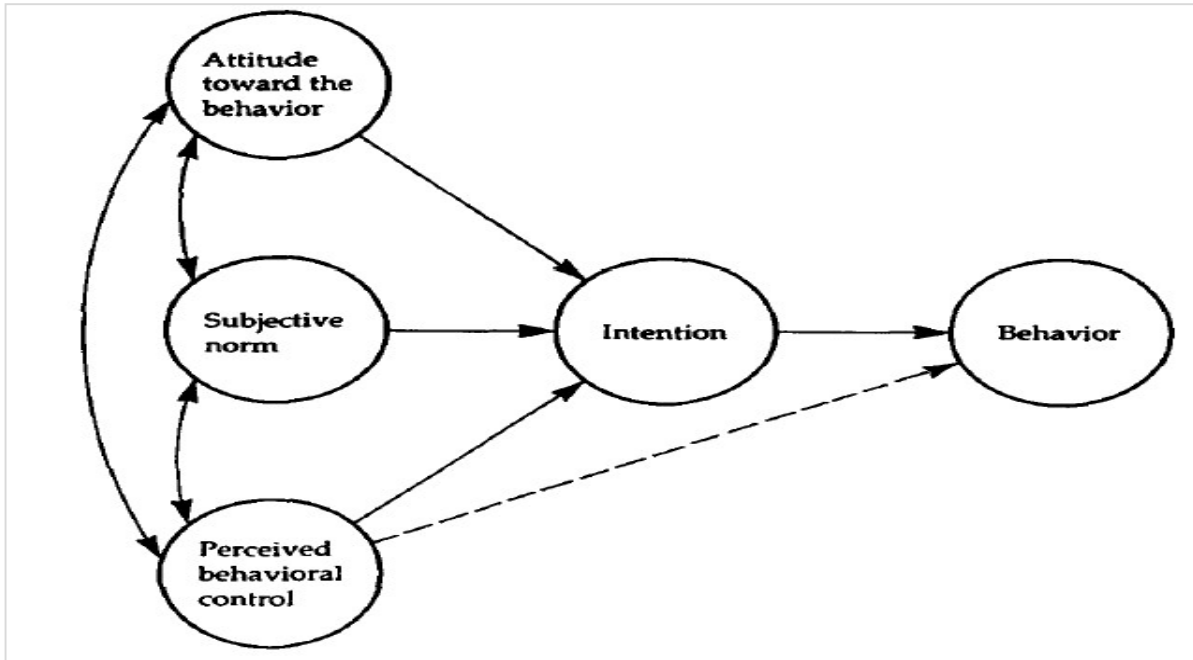 Attitude
toward the
behavior
Subjective
norm
Intention
Behavior
Perceived
behavioral
control